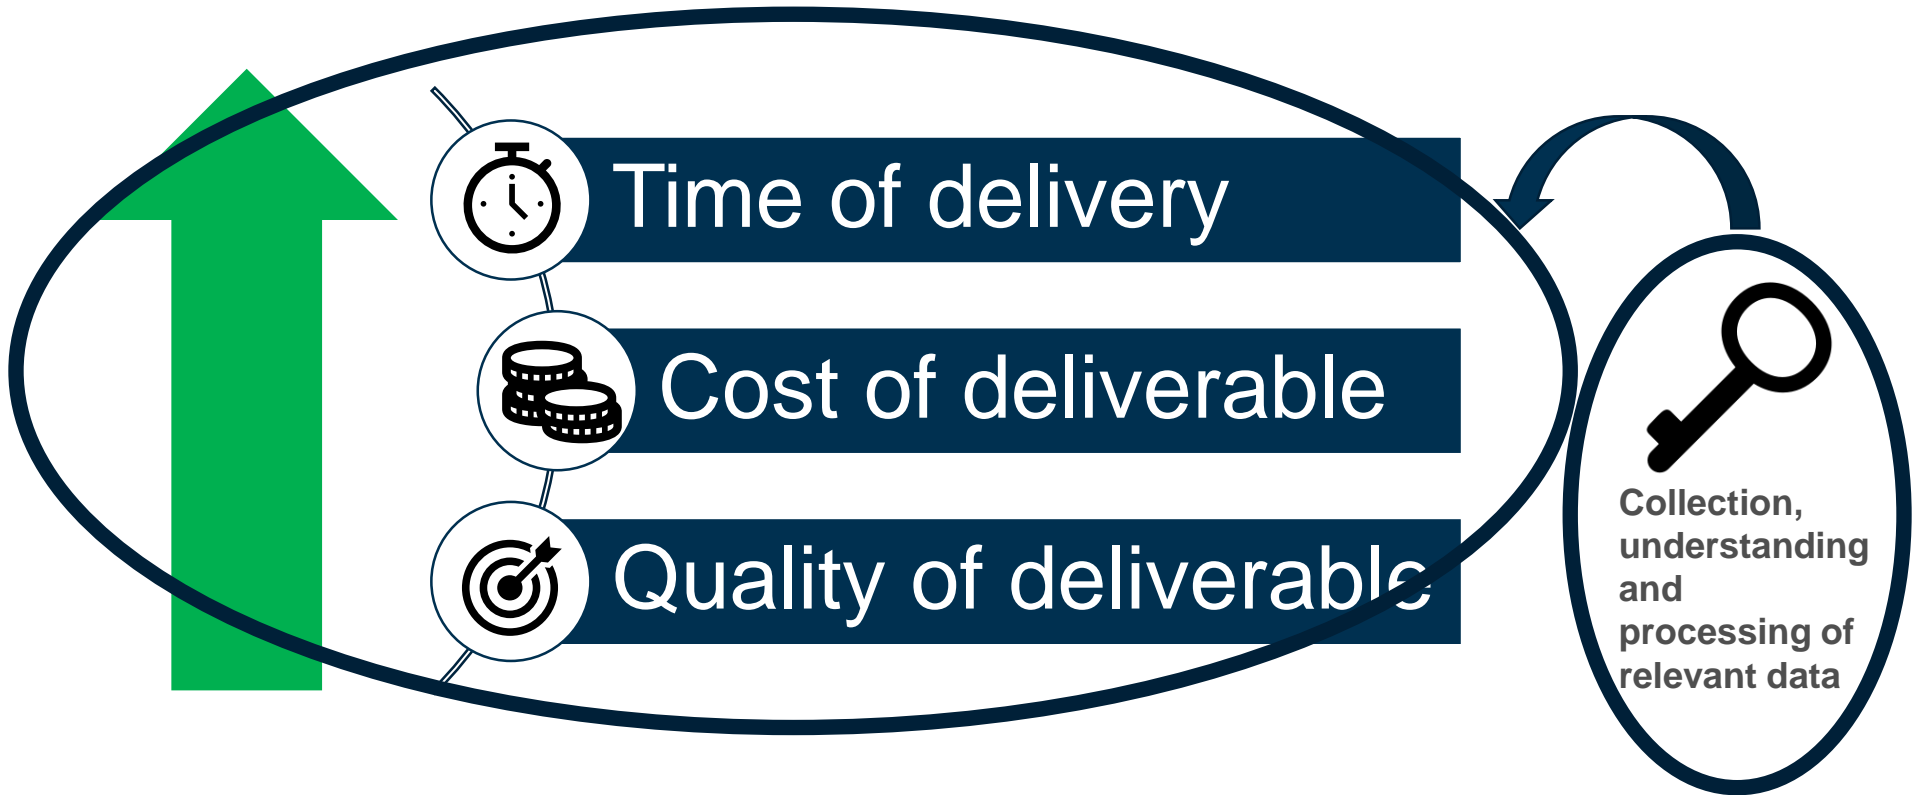 Time of delivery
Cost of deliverable
Quality of deliverable
Collection,
understanding
and
processing of
relevant data